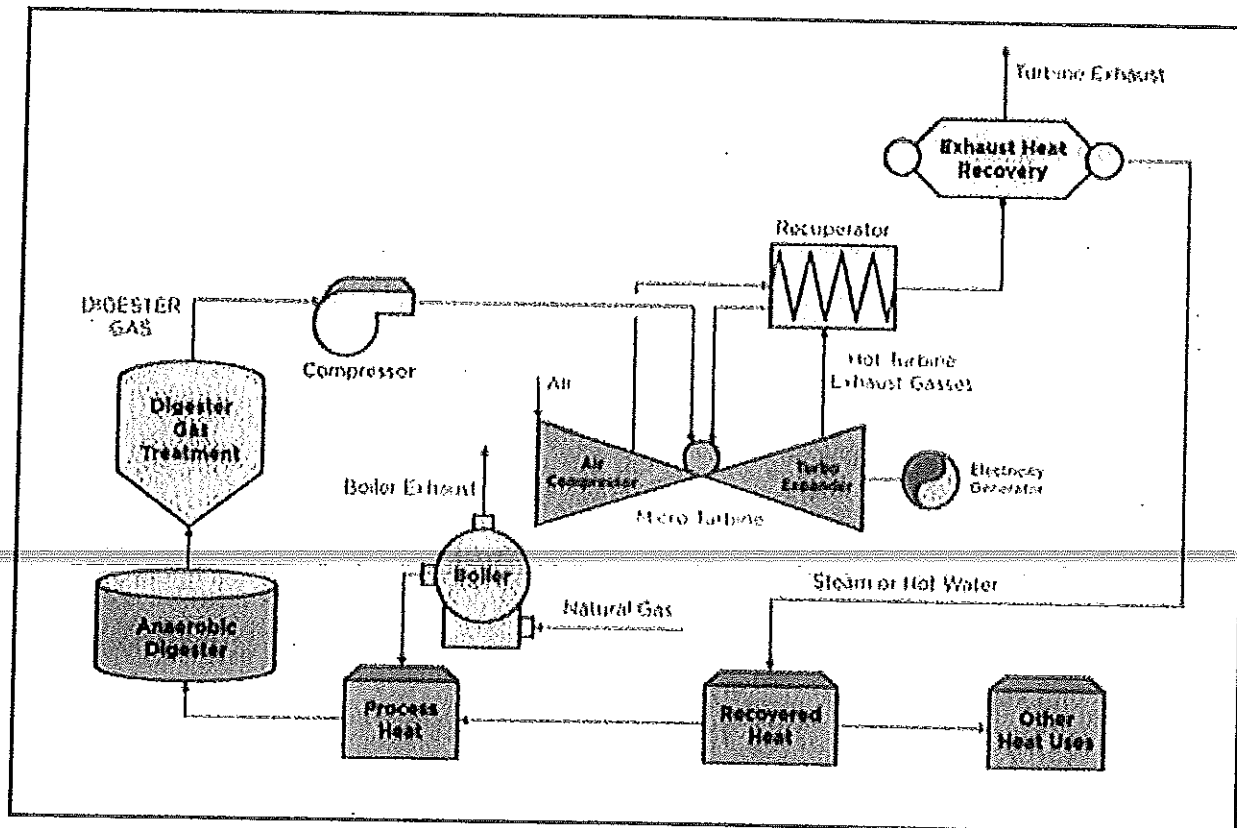 Turbine Exhaust
Exhaust Heat
Recovery
Recuperator
DIGESTER
GAS
Compressor
Hot Turbine
Exhaust Gasses
Air
Digester
Gas
Treatment
Air
Compressor
Turbo
Expander
Electricity
Generator
Boiler Exhaust
Micro Turbine
Boiler
Steam or Hot Water
Natural Gas
Anaerobic
Digester
Process
Heat
Recovered
Heat
Other
Heat Uses